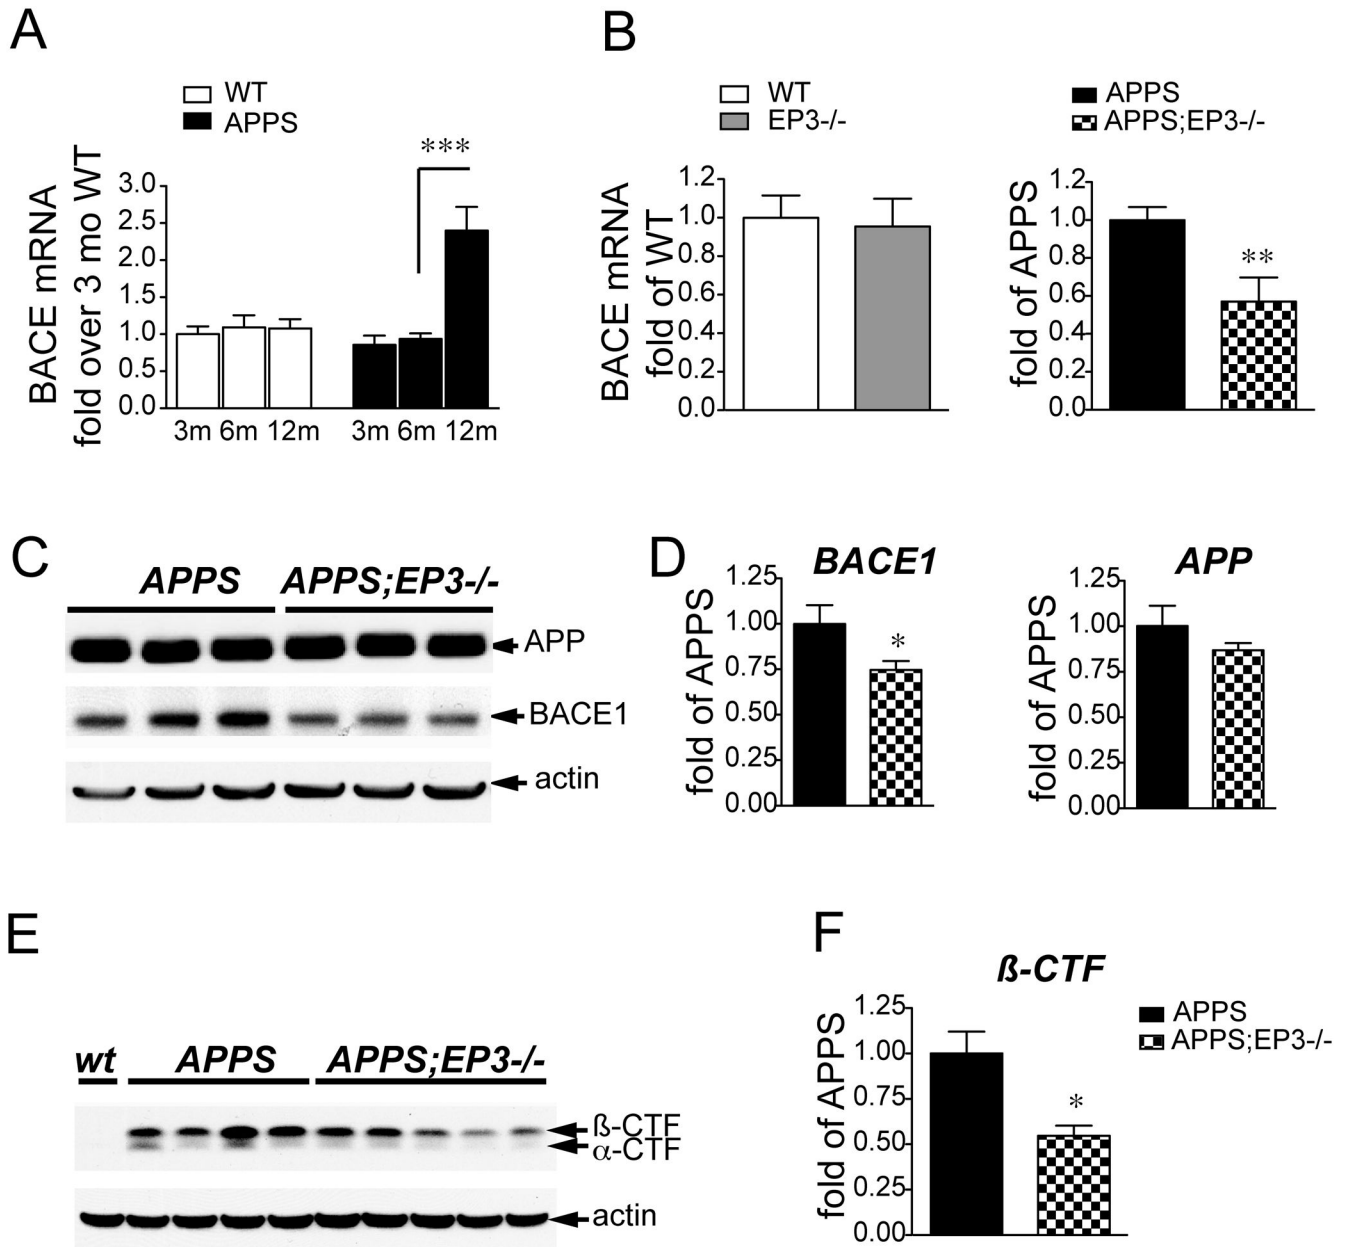 A
WT
APPS
BACE mRNA
fold over 3 mo WT
3.0
2.5
2.0
1.5
1.0
0.5
0.0
***
3m 6m 12m 3m 6m 12m
B
WT
EP3-/-
BACE mRNA
fold of WT
1.2
1.0
0.8
0.6
0.4
0.2
0.0
APPS
APPS;EP3-/-
fold of APPS
1.2
1.0
0.8
0.6
0.4
0.2
0.0
**
C
APPS APPS;EP3-/-
APP
BACE1
actin
D
BACE1
fold of APPS
1.25
1.00
0.75
0.50
0.25
0.00
*
APP
fold of APPS
1.25
1.00
0.75
0.50
0.25
0.00
E
wt APPS APPS;EP3-/-
ß-CTF
α-CTF
actin
F
ß-CTF
fold of APPS
1.25
1.00
0.75
0.50
0.25
0.00
*
APPS
APPS;EP3-/-